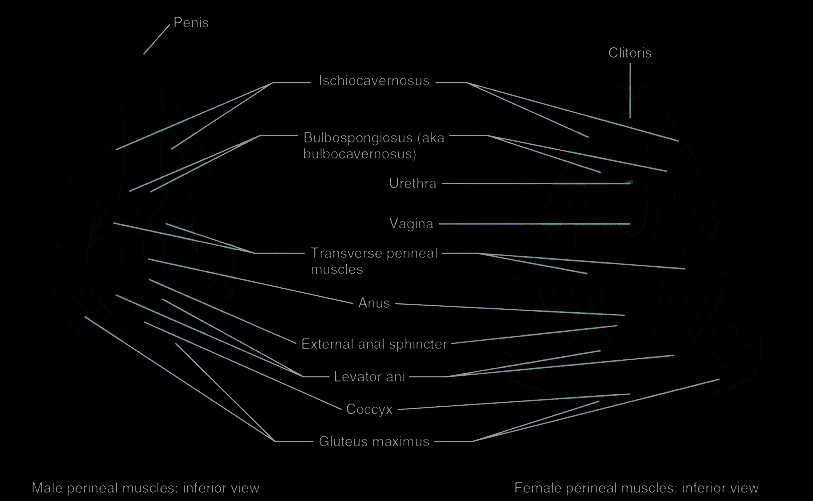 Penis
Clitoris
Ischiocavernosus
Bulbospongiosus (aka
bulbocavernosus)
Urethra
Vagina
Transverse perineal
muscles
Anus
External anal sphincter
Levator ani
Coccyx
Gluteus maximus
Male perineal muscles: inferior view
Female perineal muscles: inferior view